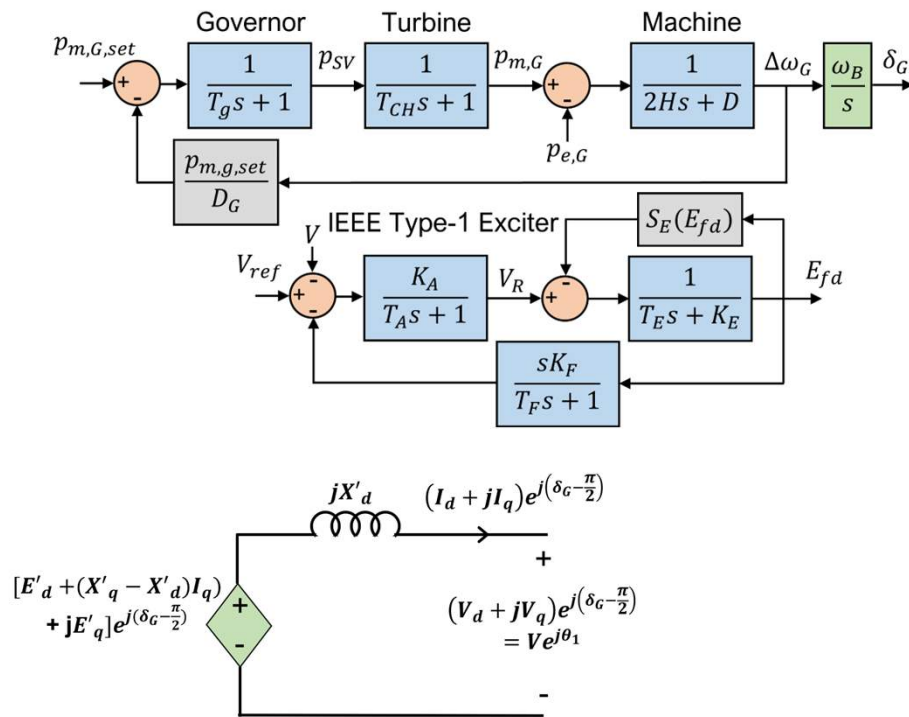 Governor Turbine Machine
p_{m,G,set} + - 1/(T_g s + 1) p_{SV} 1/(T_{CH} s + 1) p_{m,G} + - 1/(2Hs + D) Δω_G ω_B/s δ_G
p_{e,G}
p_{m,g,set}/D_G
IEEE Type-1 Exciter
S_E(E_{fd})
V
V_{ref} + - - K_A/(T_A s + 1) V_R + - 1/(T_E s + K_E) E_{fd}
sK_F/(T_F s + 1)
jX'_d (I_d + jI_q)e^{j(δ_G - π/2)}
+
[E'_d + (X'_q - X'_d)I_q)
+ jE'_q]e^{j(δ_G - π/2)}
+
-
(V_d + jV_q)e^{j(δ_G - π/2)}
= Ve^{jθ_1}
-